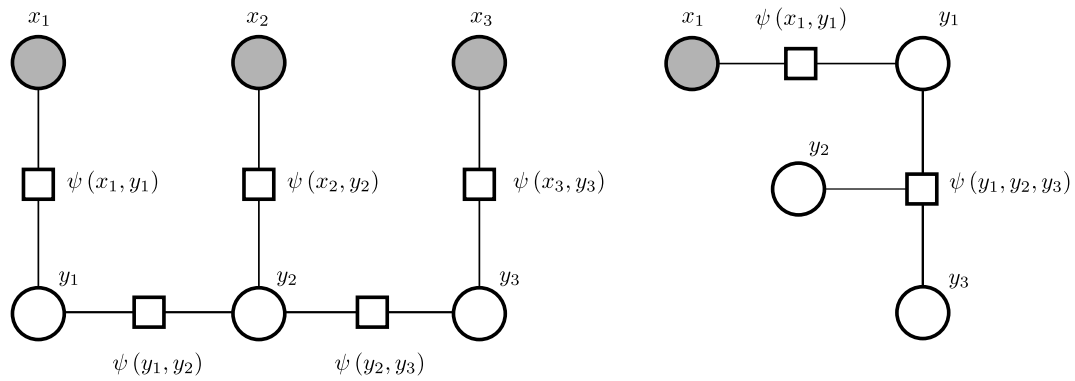 x₁ x₂ x₃
ψ (x₁, y₁) ψ (x₂, y₂) ψ (x₃, y₃)
y₁ y₂ y₃
ψ (y₁, y₂) ψ (y₂, y₃)
x₁ ψ (x₁, y₁) y₁
y₂
ψ (y₁, y₂, y₃)
y₃